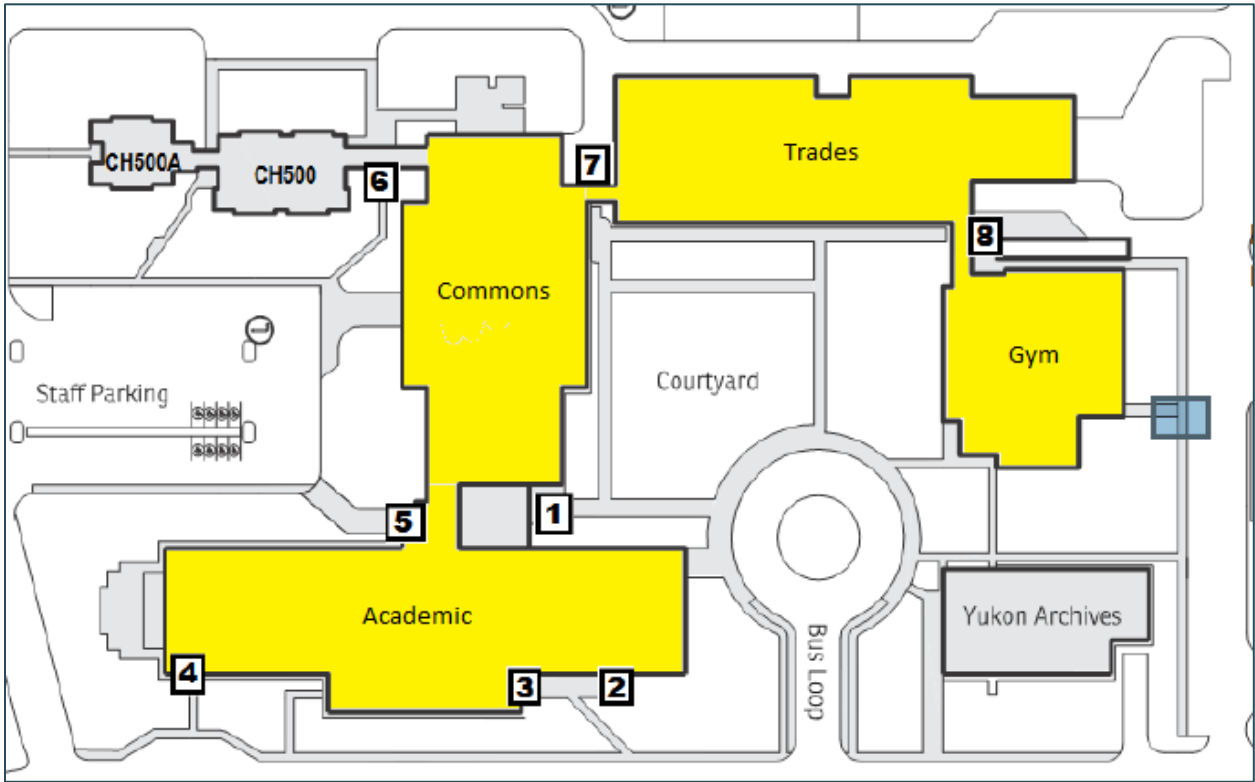 Trades
7
CH500A
CH500
6
8
Commons
Gym
Courtyard
Staff Parking
1
5
Academic
Yukon Archives
Bus Loop
4
3
2